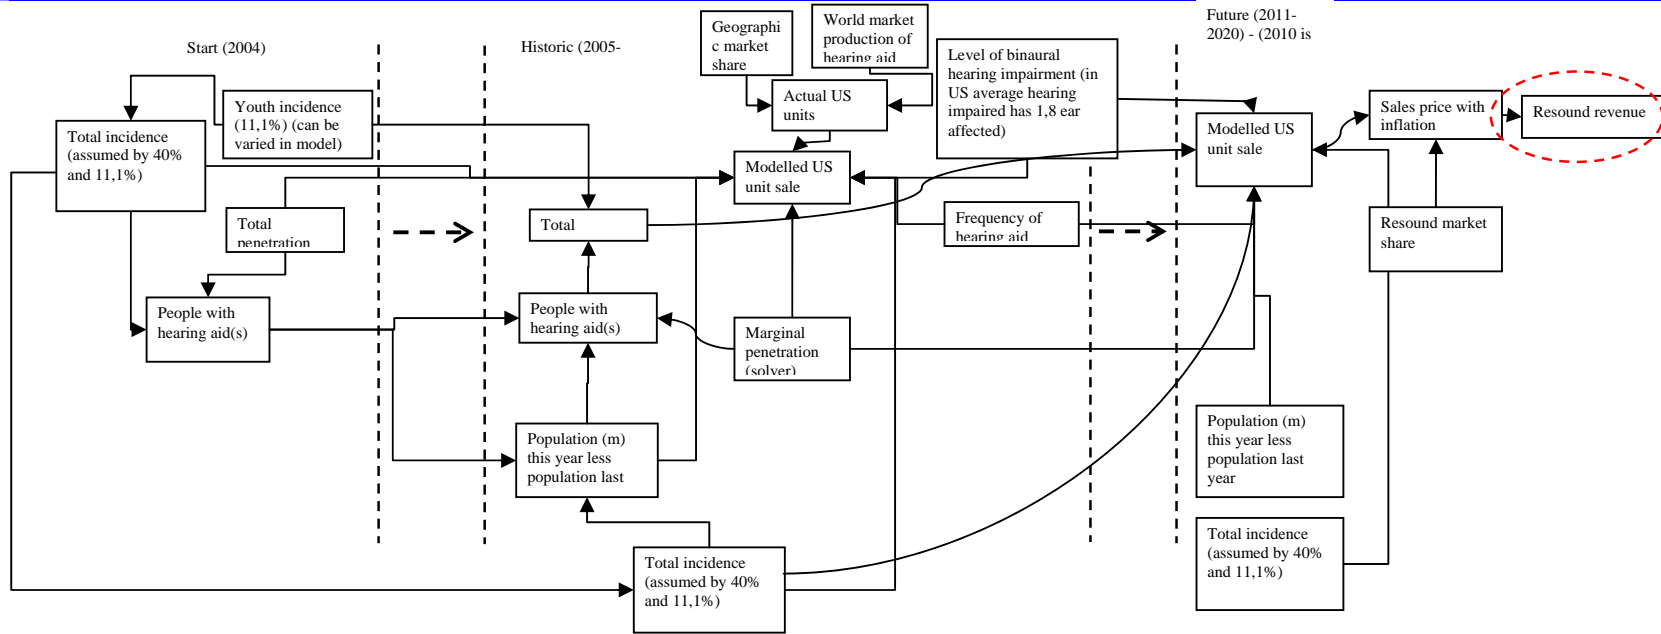 Start (2004)
Historic (2005-
Future (2011-
2020) - (2010 is
Geographi
c market
share
World market
production of
hearing aid
Level of binaural
hearing impairment (in
US average hearing
impaired has 1,8 ear
affected)
Youth incidence
(11,1%) (can be
varied in model)
Total incidence
(assumed by 40%
and 11,1%)
Actual US
units
Modelled US
unit sale
Modelled US
unit sale
Sales price with
inflation
Resound revenue
Total
penetration
Total
Frequency of
hearing aid
Resound market
share
People with
hearing aid(s)
People with
hearing aid(s)
Marginal
penetration
(solver)
Population (m)
this year less
population last
Population (m)
this year less
population last
year
Total incidence
(assumed by 40%
and 11,1%)
Total incidence
(assumed by 40%
and 11,1%)